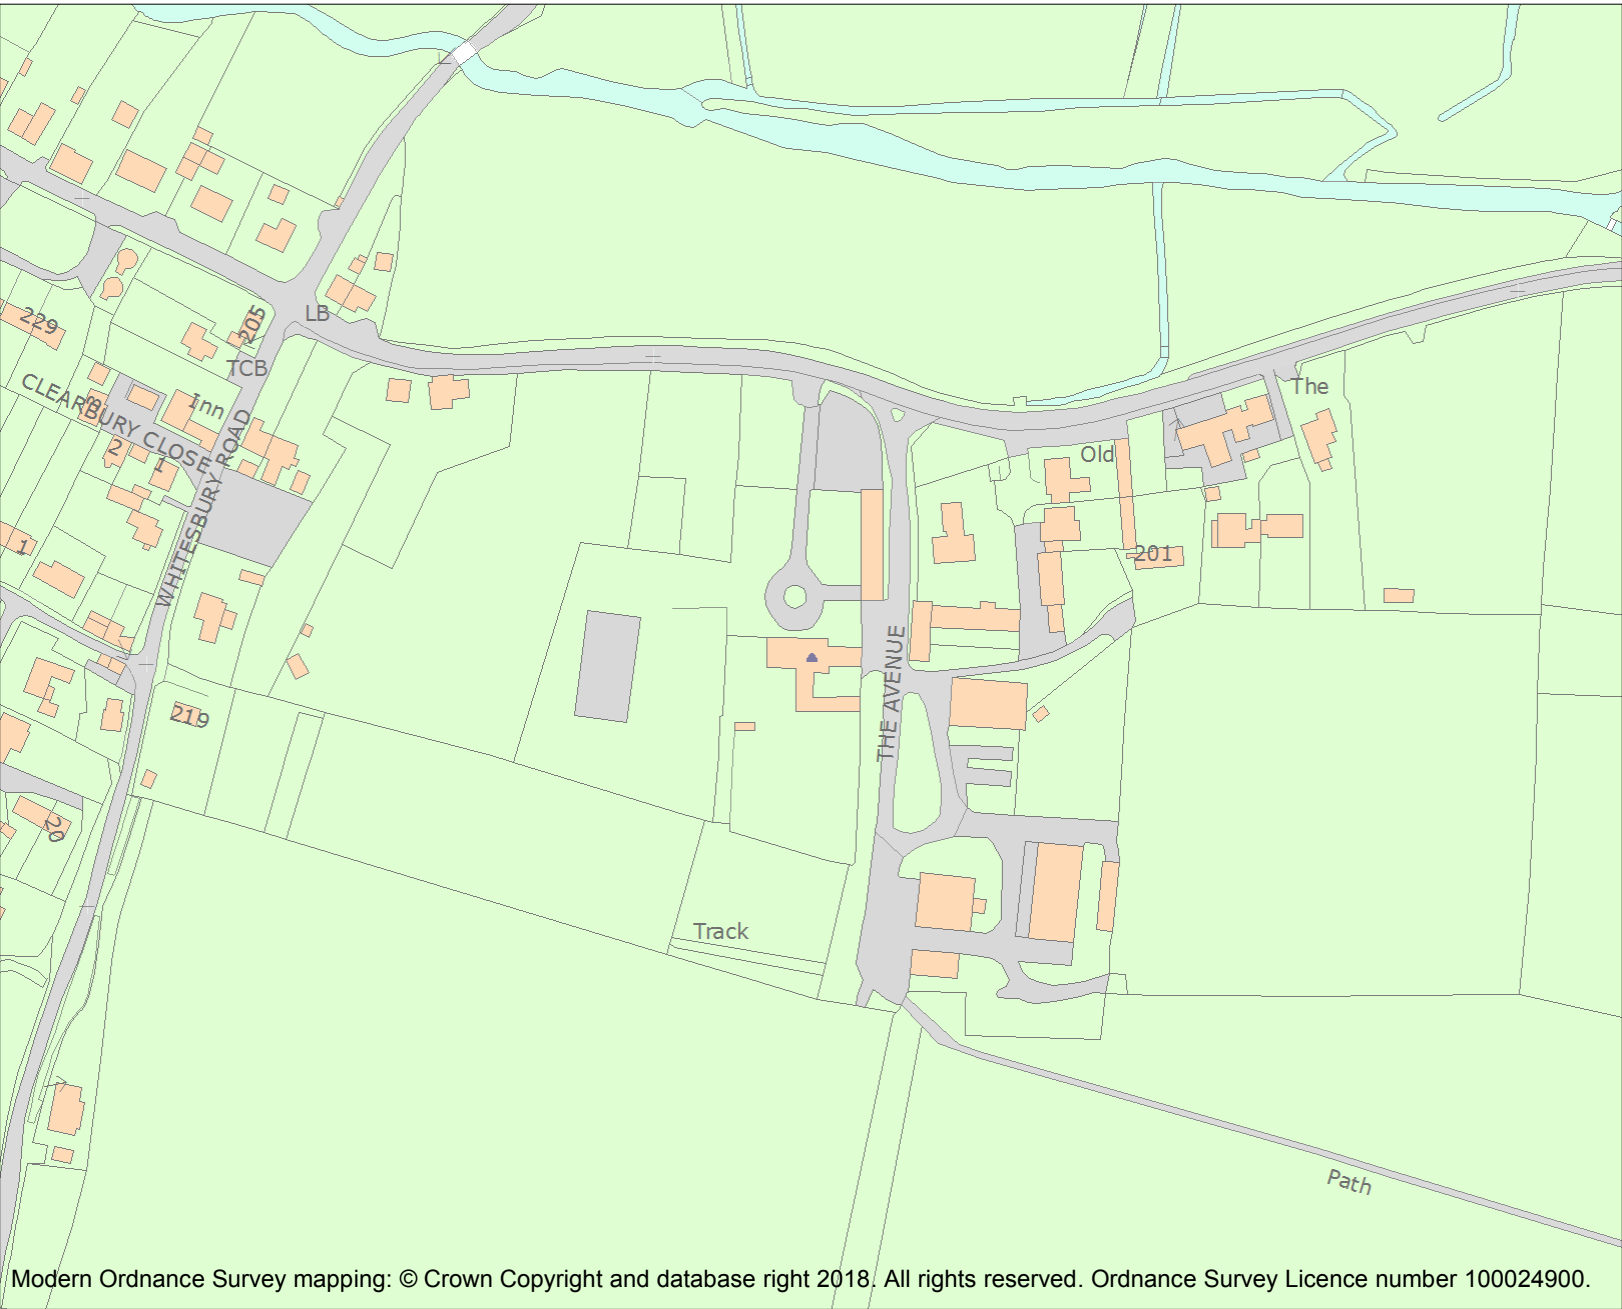 205
LB
229
TCB
The
CLEARBURY CLOSE
3
Inn
2
1
Old
WHITESBURY ROAD
1
201
THE AVENUE
219
20
Track
Path
Modern Ordnance Survey mapping: © Crown Copyright and database right 2018. All rights reserved. Ordnance Survey Licence number 100024900.